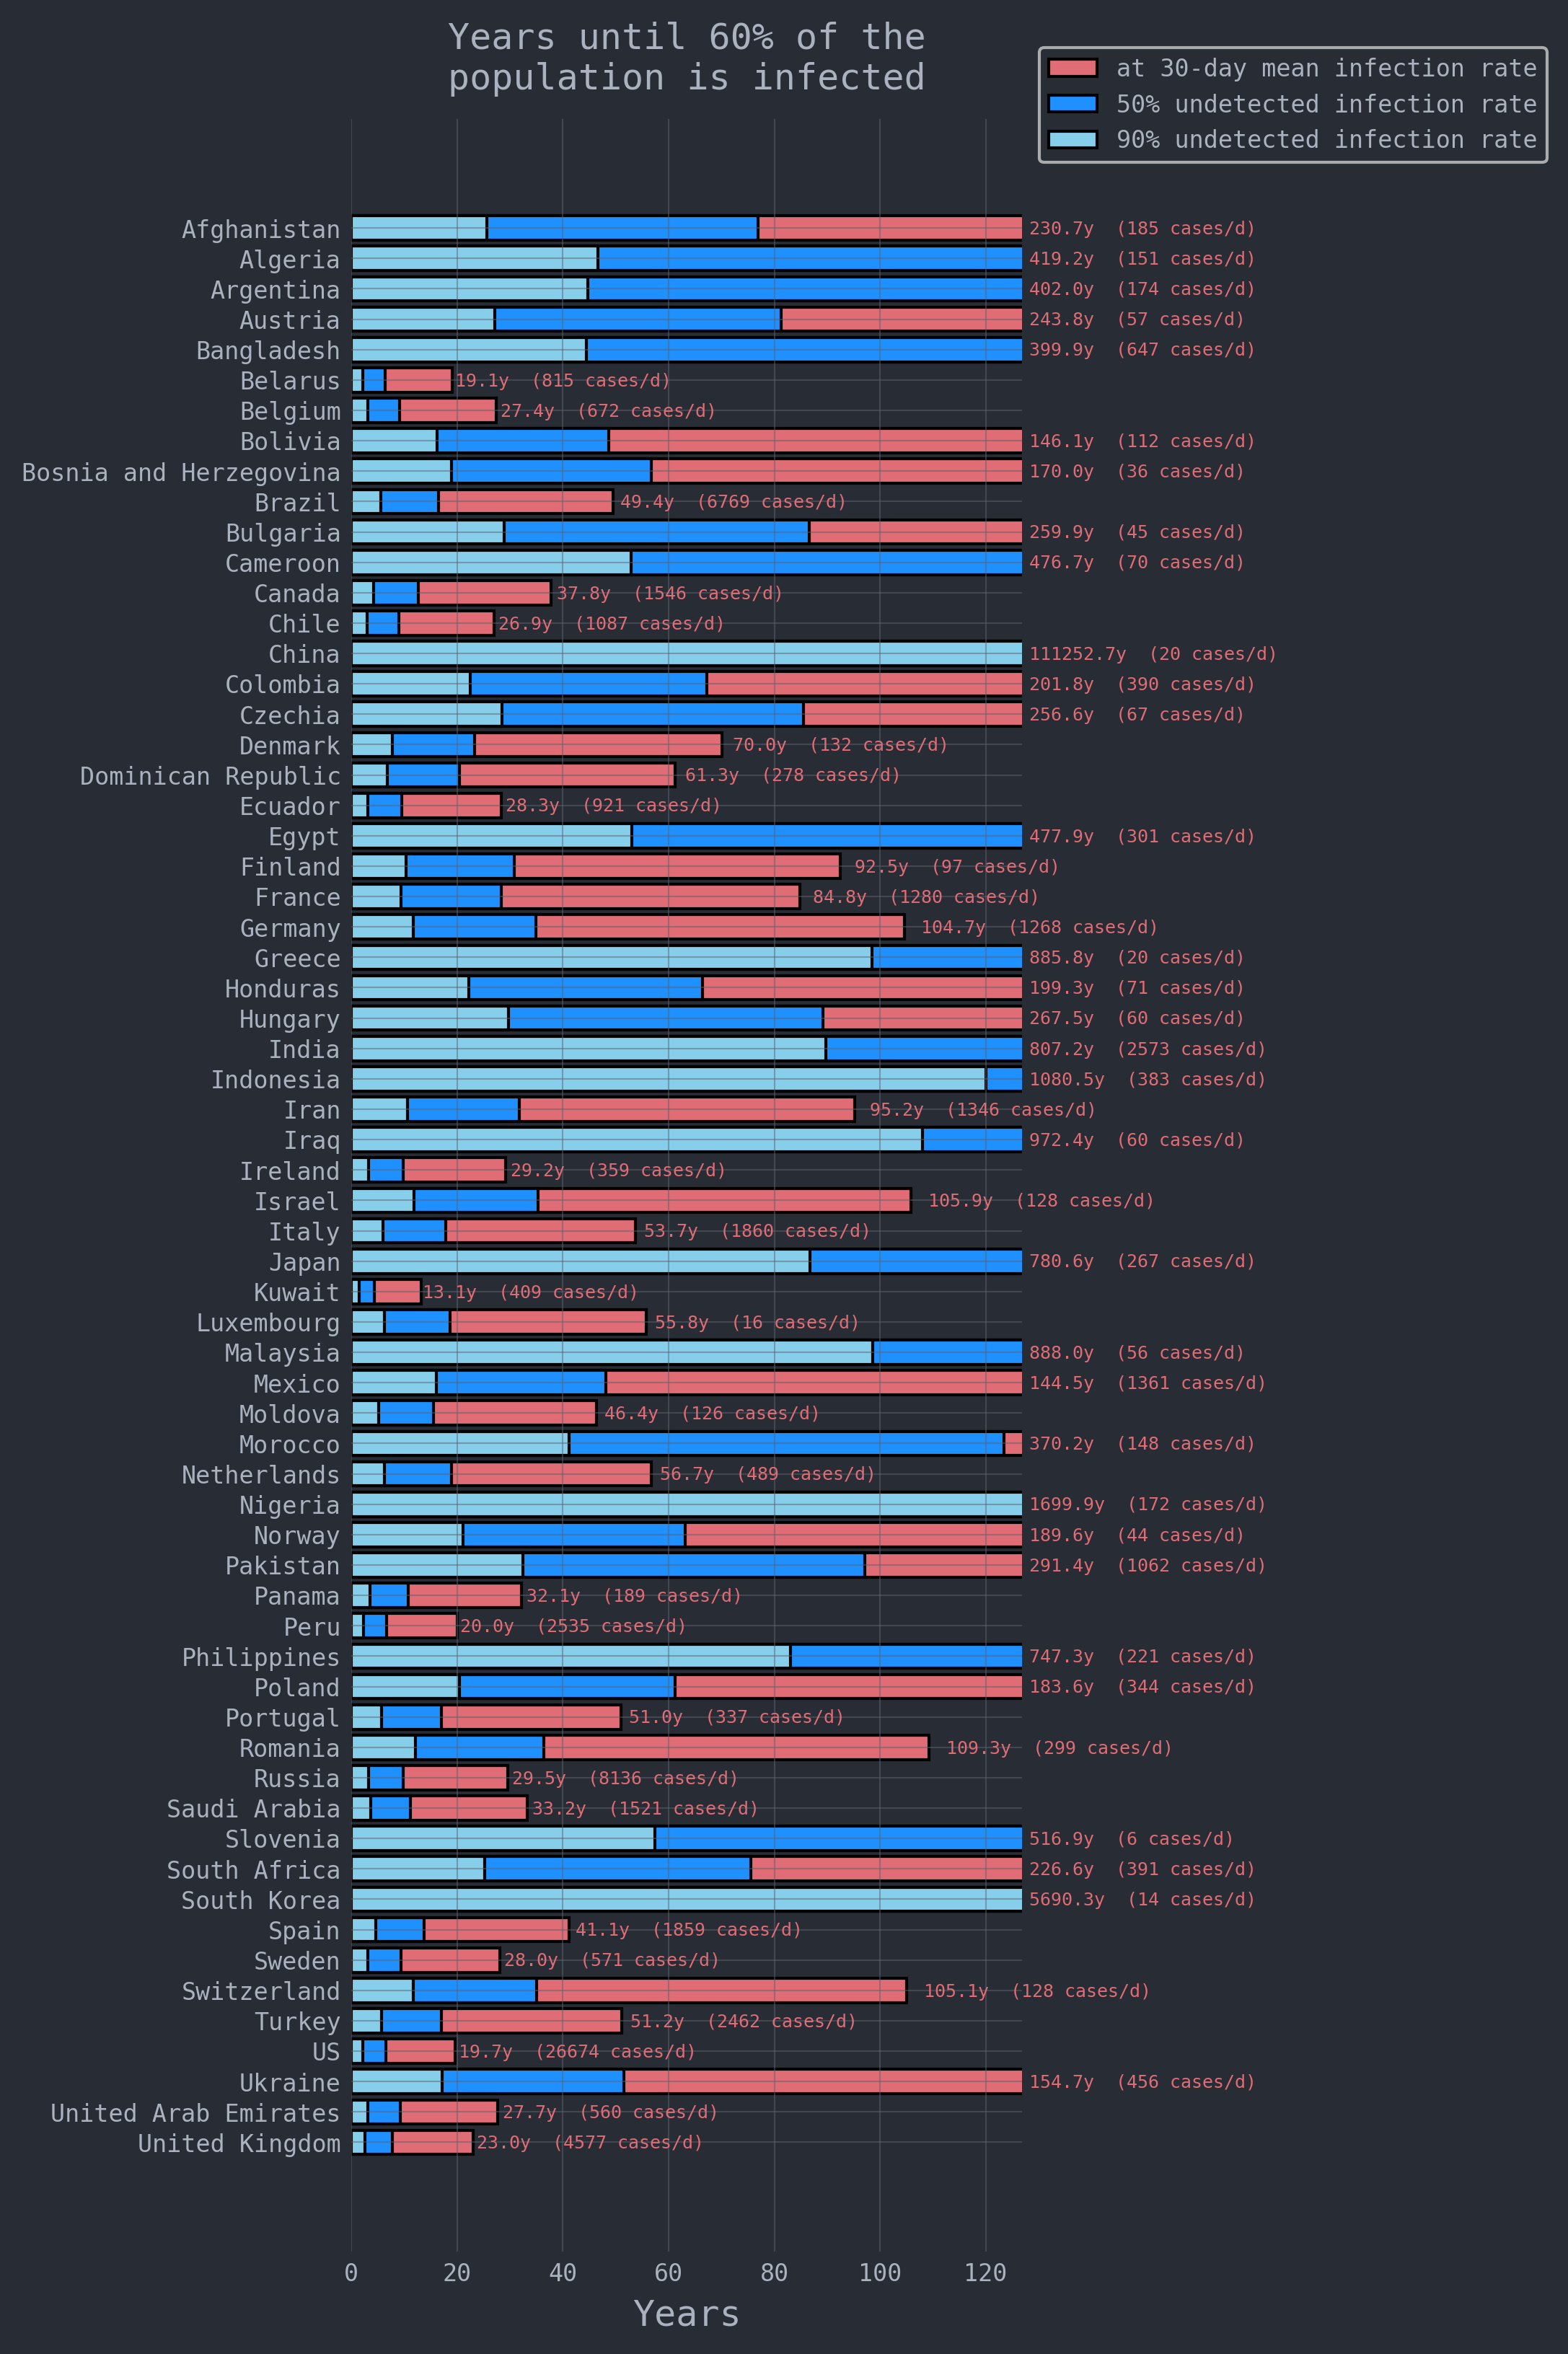 Years until 60% of the
population is infected
at 30-day mean infection rate
50% undetected infection rate
90% undetected infection rate
Afghanistan 230.7y (185 cases/d)
Algeria 419.2y (151 cases/d)
Argentina 402.0y (174 cases/d)
Austria 243.8y (57 cases/d)
Bangladesh 399.9y (647 cases/d)
Belarus 19.1y (815 cases/d)
Belgium 27.4y (672 cases/d)
Bolivia 146.1y (112 cases/d)
Bosnia and Herzegovina 170.0y (36 cases/d)
Brazil 49.4y (6769 cases/d)
Bulgaria 259.9y (45 cases/d)
Cameroon 476.7y (70 cases/d)
Canada 37.8y (1546 cases/d)
Chile 26.9y (1087 cases/d)
China 111252.7y (20 cases/d)
Colombia 201.8y (390 cases/d)
Czechia 256.6y (67 cases/d)
Denmark 70.0y (132 cases/d)
Dominican Republic 61.3y (278 cases/d)
Ecuador 28.3y (921 cases/d)
Egypt 477.9y (301 cases/d)
Finland 92.5y (97 cases/d)
France 84.8y (1280 cases/d)
Germany 104.7y (1268 cases/d)
Greece 885.8y (20 cases/d)
Honduras 199.3y (71 cases/d)
Hungary 267.5y (60 cases/d)
India 807.2y (2573 cases/d)
Indonesia 1080.5y (383 cases/d)
Iran 95.2y (1346 cases/d)
Iraq 972.4y (60 cases/d)
Ireland 29.2y (359 cases/d)
Israel 105.9y (128 cases/d)
Italy 53.7y (1860 cases/d)
Japan 780.6y (267 cases/d)
Kuwait 13.1y (409 cases/d)
Luxembourg 55.8y (16 cases/d)
Malaysia 888.0y (56 cases/d)
Mexico 144.5y (1361 cases/d)
Moldova 46.4y (126 cases/d)
Morocco 370.2y (148 cases/d)
Netherlands 56.7y (489 cases/d)
Nigeria 1699.9y (172 cases/d)
Norway 189.6y (44 cases/d)
Pakistan 291.4y (1062 cases/d)
Panama 32.1y (189 cases/d)
Peru 20.0y (2535 cases/d)
Philippines 747.3y (221 cases/d)
Poland 183.6y (344 cases/d)
Portugal 51.0y (337 cases/d)
Romania 109.3y (299 cases/d)
Russia 29.5y (8136 cases/d)
Saudi Arabia 33.2y (1521 cases/d)
Slovenia 516.9y (6 cases/d)
South Africa 226.6y (391 cases/d)
South Korea 5690.3y (14 cases/d)
Spain 41.1y (1859 cases/d)
Sweden 28.0y (571 cases/d)
Switzerland 105.1y (128 cases/d)
Turkey 51.2y (2462 cases/d)
US 19.7y (26674 cases/d)
Ukraine 154.7y (456 cases/d)
United Arab Emirates 27.7y (560 cases/d)
United Kingdom 23.0y (4577 cases/d)
0 20 40 60 80 100 120
Years